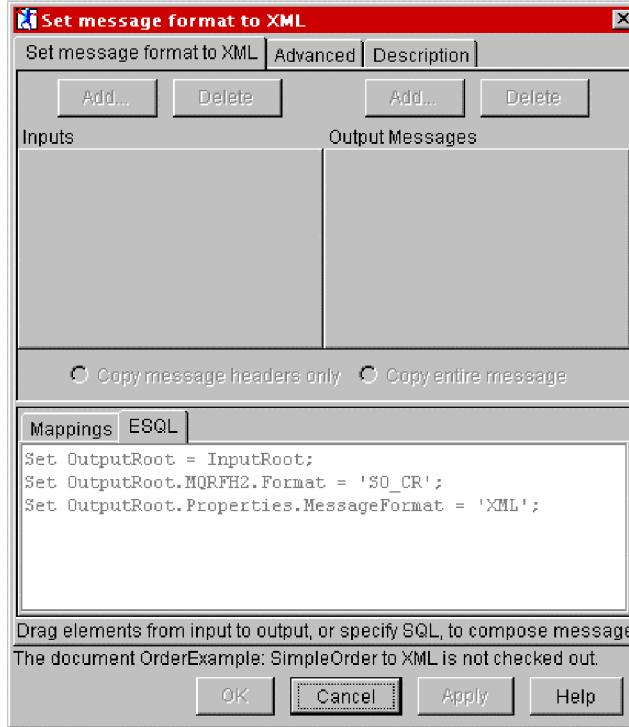 Set message format to XML
Set message format to XML Advanced Description
Add... Delete Add... Delete
Inputs Output Messages
Copy message headers only Copy entire message
Mappings ESQL
Set OutputRoot = InputRoot;
Set OutputRoot.MQRFH2.Format = 'SO_CR';
Set OutputRoot.Properties.MessageFormat = 'XML';
Drag elements from input to output, or specify SQL, to compose message
The document OrderExample: SimpleOrder to XML is not checked out.
OK Cancel Apply Help